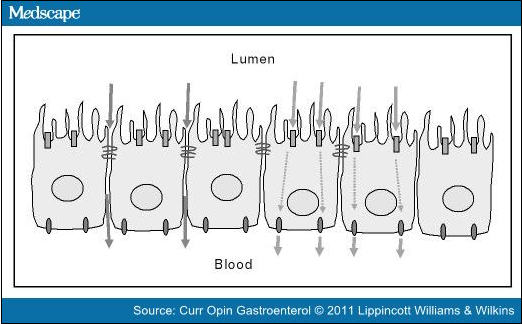 Medscape
Lumen
Blood
Source: Curr Opin Gastroenterol © 2011 Lippincott Williams & Wilkins